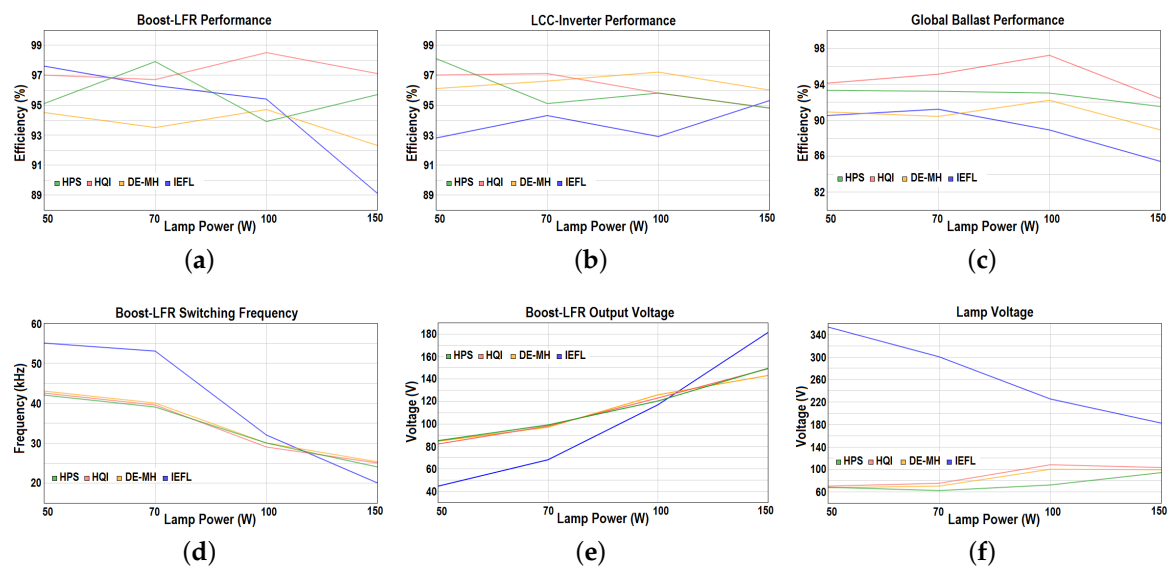 Boost-LFR Performance
99
97
95
93
91
89
Efficiency (%)
HPS HQI DE-MH IEFL
50 70 100 150
Lamp Power (W)
(a)
LCC-Inverter Performance
99
97
95
93
91
89
Efficiency (%)
HPS HQI DE-MH IEFL
50 70 100 150
Lamp Power (W)
(b)
Global Ballast Performance
98
94
90
86
82
Efficiency (%)
HPS HQI DE-MH IEFL
50 70 100 150
Lamp Power (W)
(c)
Boost-LFR Switching Frequency
60
50
40
30
20
Frequency (kHz)
HPS HQI DE-MH IEFL
50 70 100 150
Lamp Power (W)
(d)
Boost-LFR Output Voltage
180
160
140
120
100
80
60
40
Voltage (V)
HPS HQI DE-MH IEFL
50 70 100 150
Lamp Power (W)
(e)
Lamp Voltage
340
300
260
220
180
140
100
60
Voltage (V)
HPS HQI DE-MH IEFL
50 70 100 150
Lamp Power (W)
(f)